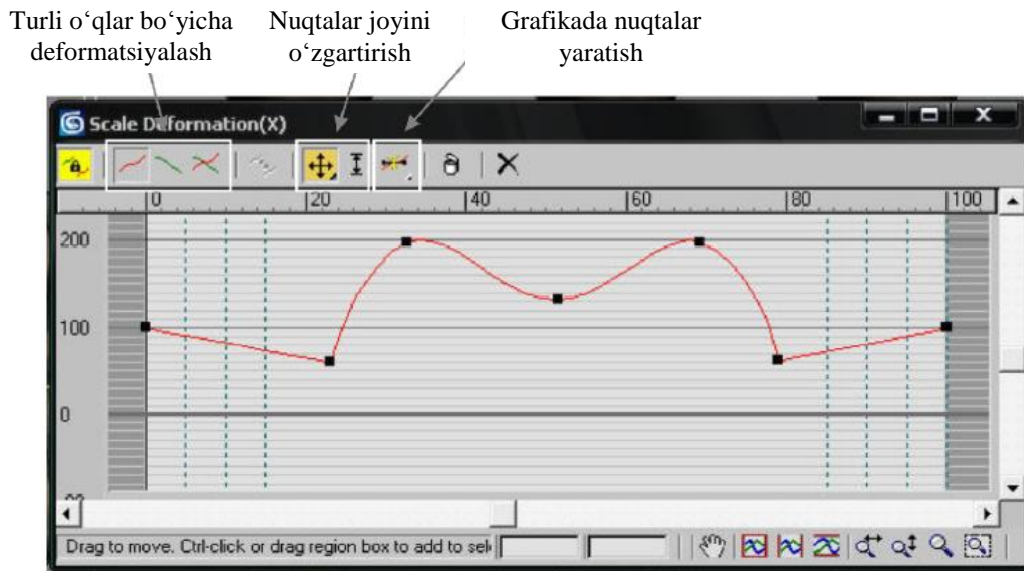 Turli o‘qlar bo‘yicha deformatsiyalash
Nuqtalar joyini o‘zgartirish
Grafikada nuqtalar yaratish
Scale Deformation(X)
0 20 40 60 80 100
200
100
0
Drag to move. Ctrl-click or drag region box to add to sel